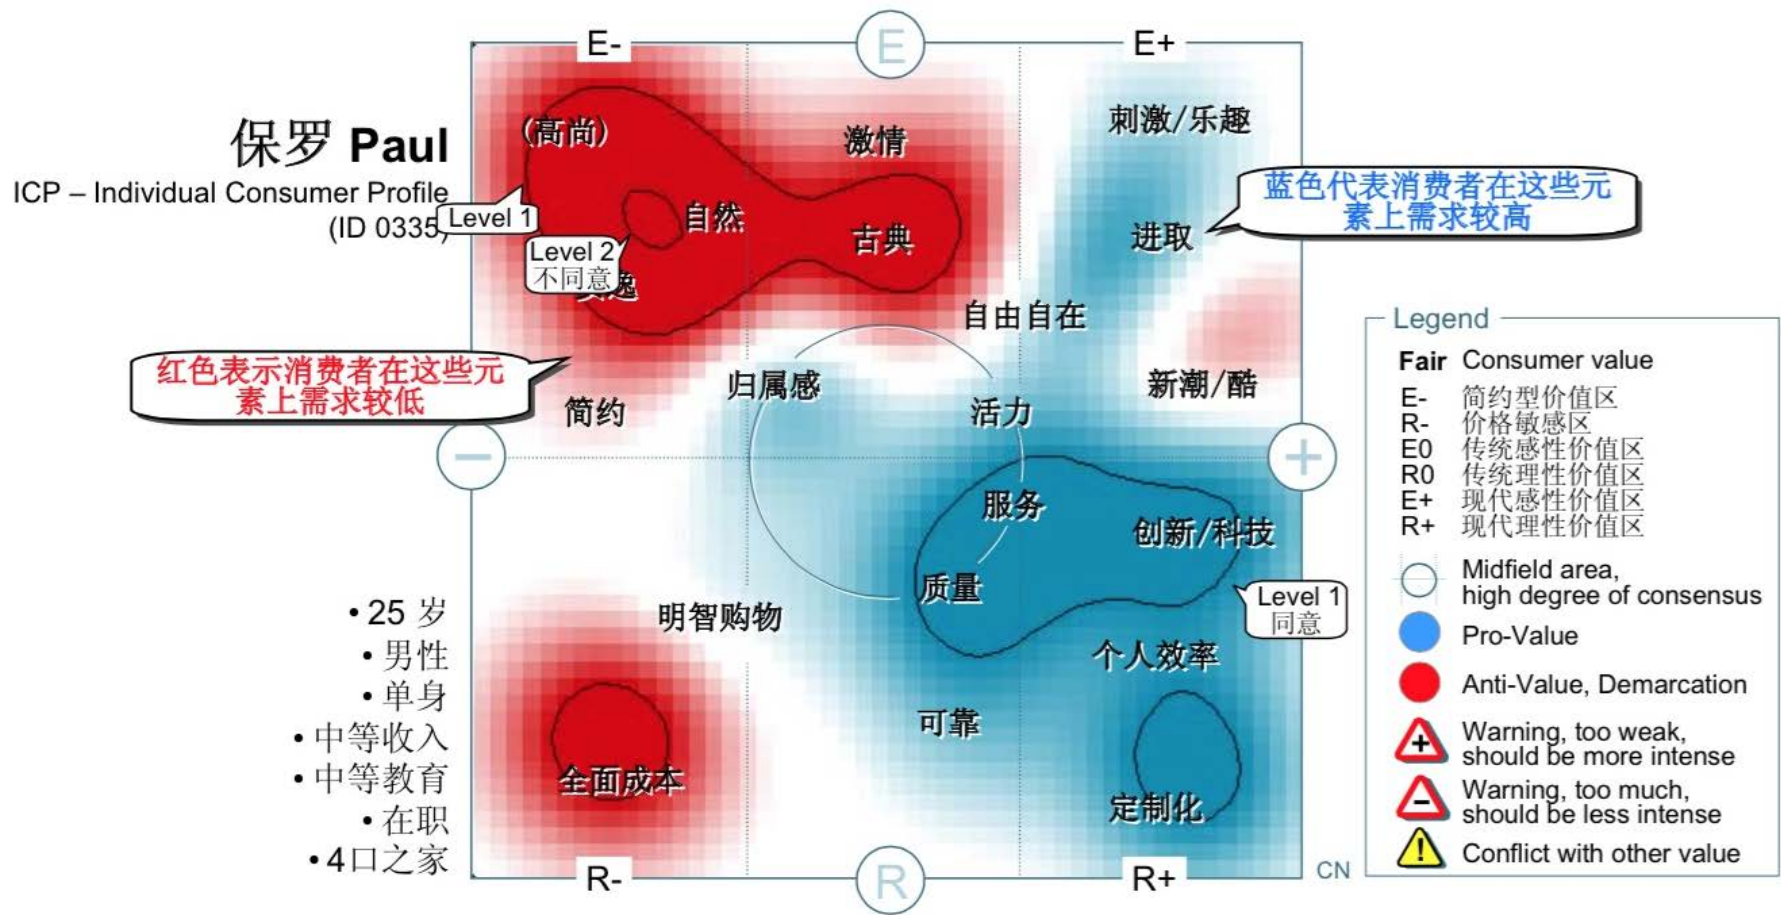 E-
E
E+
保罗 Paul
ICP – Individual Consumer Profile
(ID 0335)
Level 1
Level 2
不同意
(高尚)
激情
刺激/乐趣
自然
古典
进取
逸
蓝色代表消费者在这些元
素上需求较高
自由自在
红色表示消费者在这些元
素上需求较低
简约
归属感
活力
新潮/酷
服务
创新/科技
质量
Level 1
同意
明智购物
个人效率
可靠
全面成本
定制化
• 25 岁
• 男性
• 单身
• 中等收入
• 中等教育
• 在职
• 4口之家
R-
R
R+
CN
Legend
Fair Consumer value
E- 简约型价值区
R- 价格敏感区
E0 传统感性价值区
R0 传统理性价值区
E+ 现代感性价值区
R+ 现代理性价值区
Midfield area,
high degree of consensus
Pro-Value
Anti-Value, Demarcation
Warning, too weak,
should be more intense
Warning, too much,
should be less intense
Conflict with other value